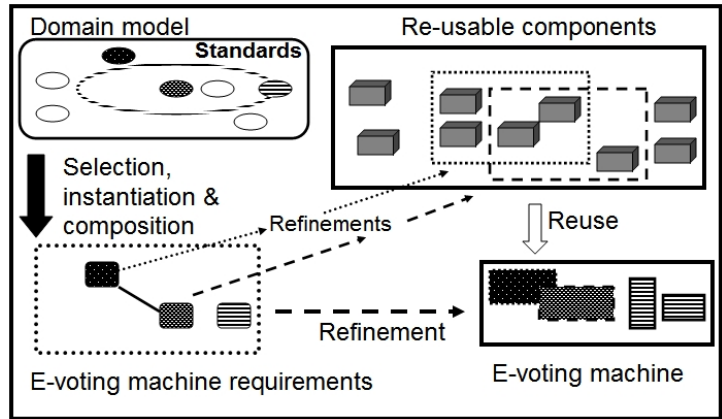 Domain model
Standards
Re-usable components
Selection,
instantiation &
composition
Refinements
Reuse
Refinement
E-voting machine requirements
E-voting machine